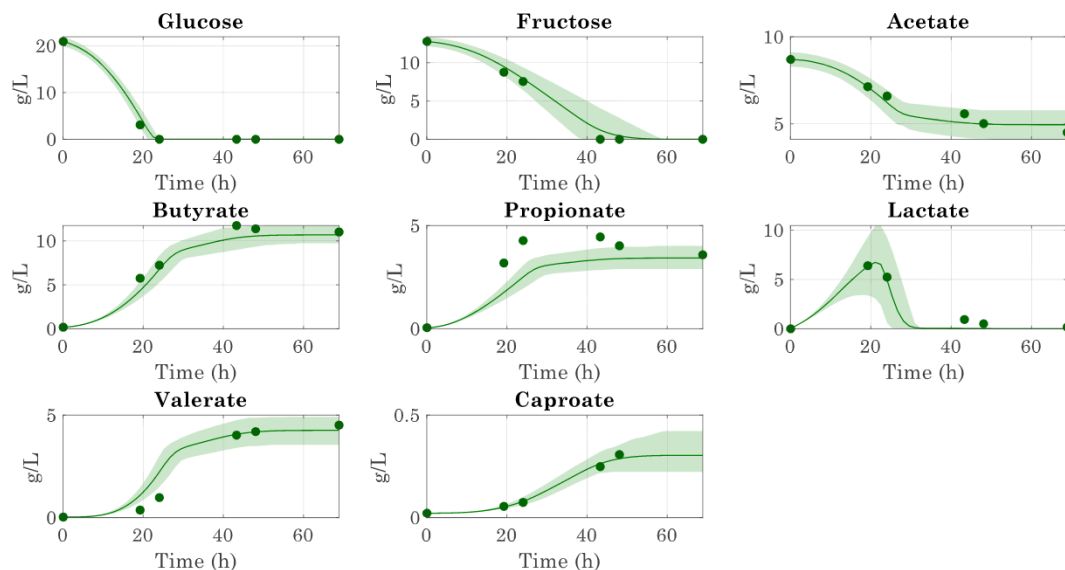 Glucose
20
10
0
g/L
0 20 40 60
Time (h)
Fructose
10
5
0
g/L
0 20 40 60
Time (h)
Acetate
10
5
g/L
0 20 40 60
Time (h)
Butyrate
10
5
0
g/L
0 20 40 60
Time (h)
Propionate
5
0
g/L
0 20 40 60
Time (h)
Lactate
10
5
0
g/L
0 20 40 60
Time (h)
Valerate
5
0
g/L
0 20 40 60
Time (h)
Caproate
0.5
0
g/L
0 20 40 60
Time (h)